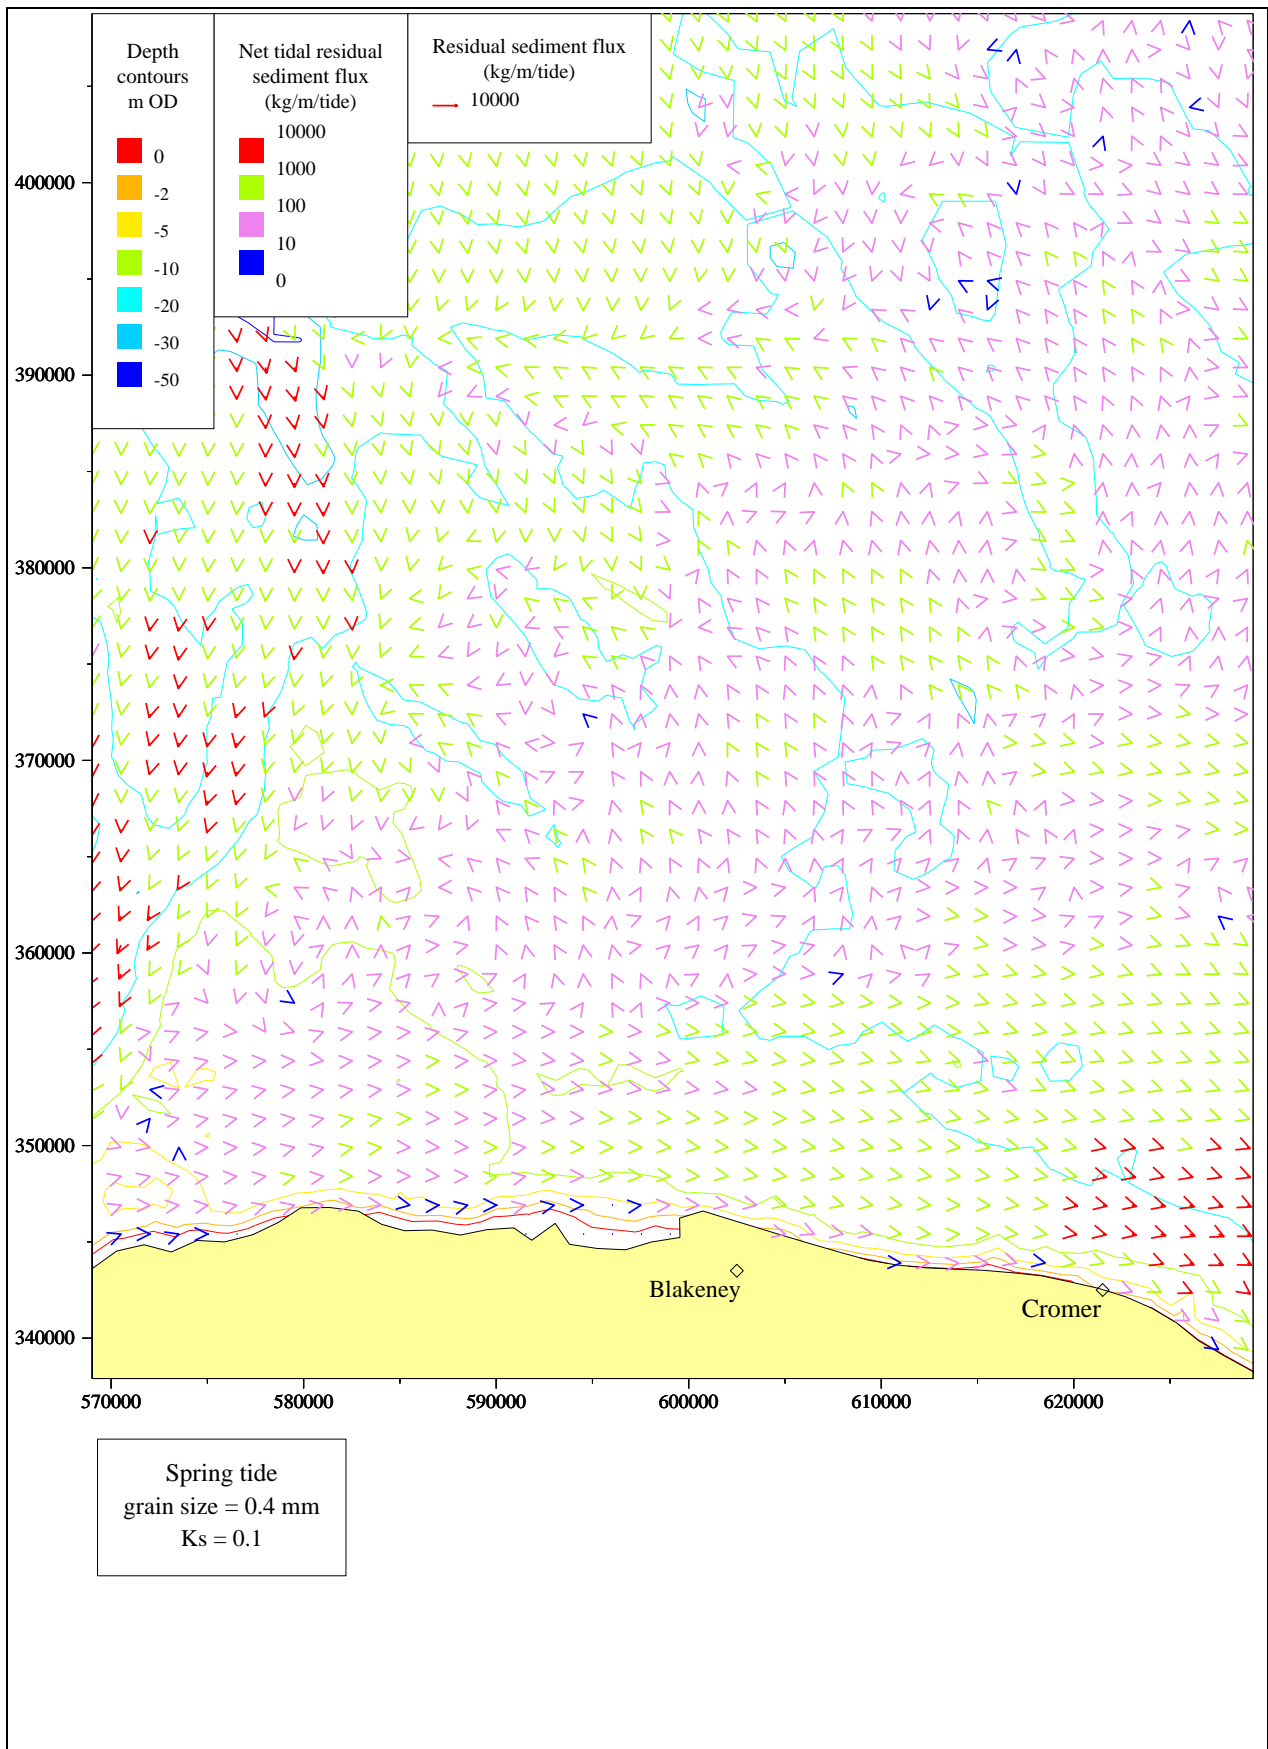 Depth
contours
m OD
0
-2
-5
-10
-20
-30
-50
Net tidal residual
sediment flux
(kg/m/tide)
10000
1000
100
10
0
Residual sediment flux
(kg/m/tide)
10000
400000
390000
380000
370000
360000
350000
340000
Blakeney
Cromer
570000 580000 590000 600000 610000 620000
Spring tide
grain size = 0.4 mm
Ks = 0.1